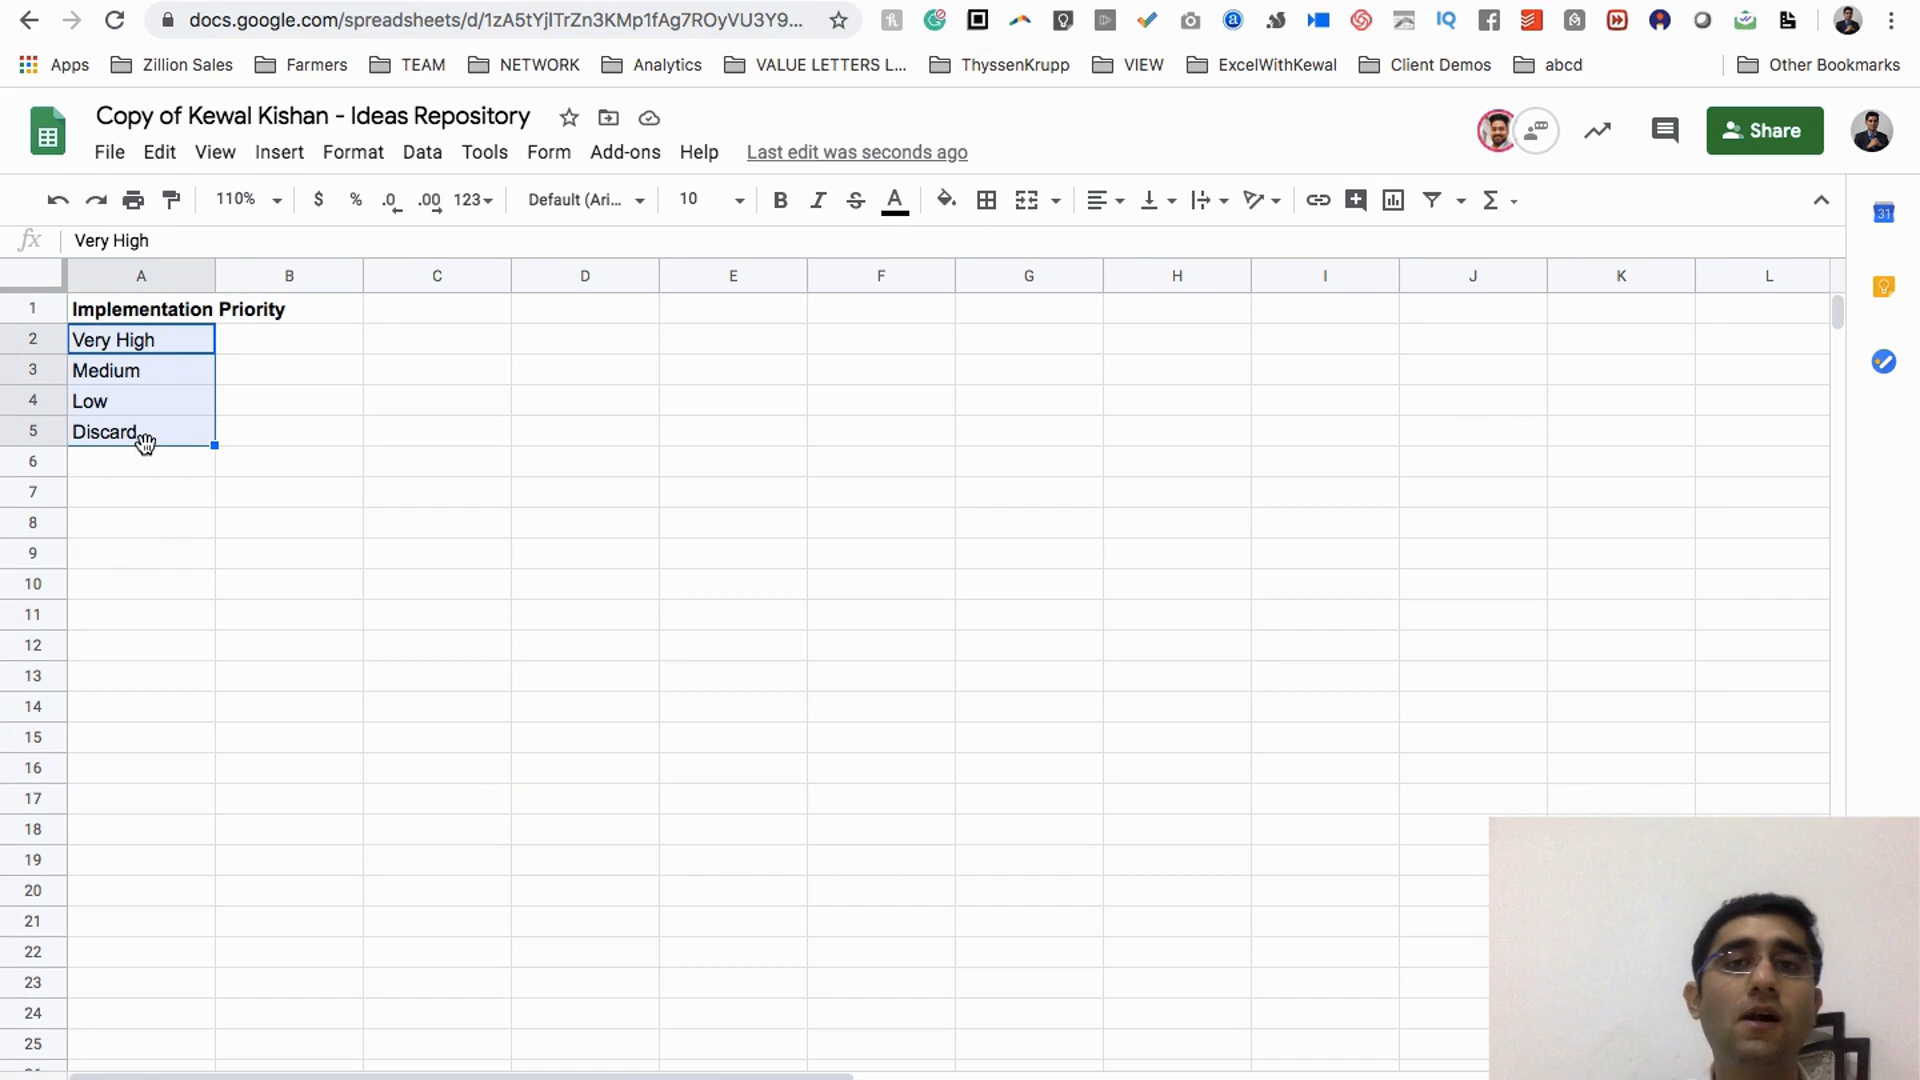 docs.google.com/spreadsheets/d/1zA5tYjlTrZn3KMp1fAg7ROyVU3Y9...
Apps Zillion Sales Farmers TEAM NETWORK Analytics VALUE LETTERS L... ThyssenKrupp VIEW ExcelWithKewal Client Demos abcd Other Bookmarks
Copy of Kewal Kishan - Ideas Repository
Share
File Edit View Insert Format Data Tools Form Add-ons Help Last edit was seconds ago
110% $ % .0 .00 123 Default (Ari... 10 B I S A Σ
31
fx Very High
A B C D E F G H I J K L
1 Implementation Priority
2 Very High
3 Medium
4 Low
5 Discard
6
7
8
9
10
11
12
13
14
15
16
17
18
19
20
21
22
23
24
25